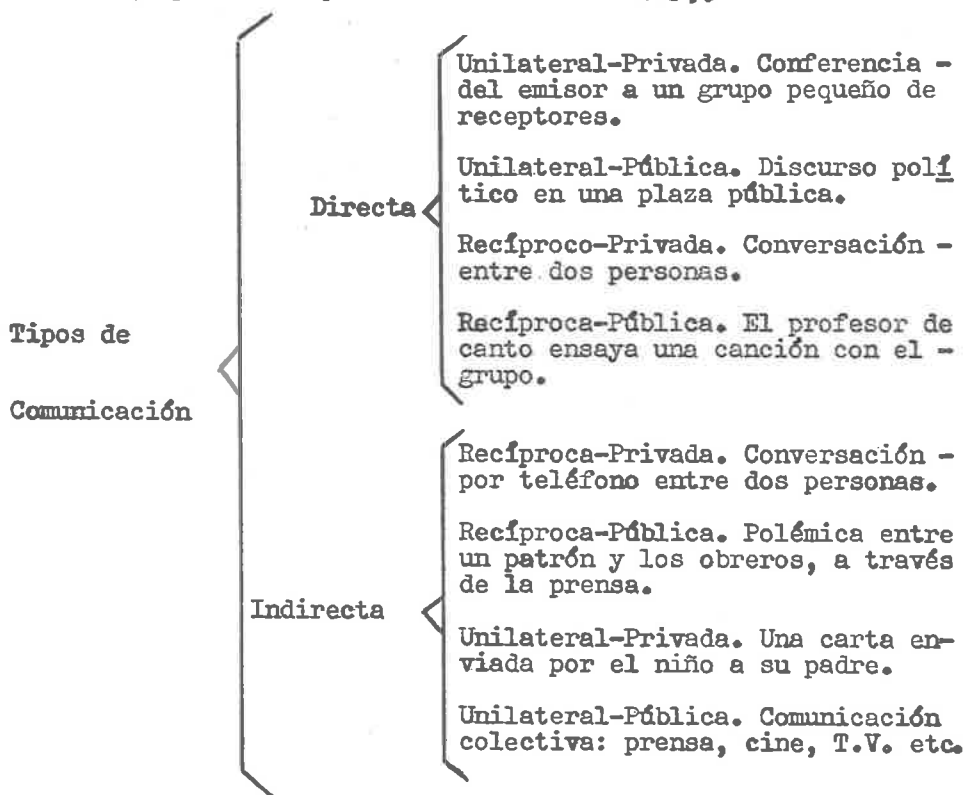 Tipos de
Comunicación
Directa
Unilateral-Privada. Conferencia -
del emisor a un grupo pequeño de
receptores.
Unilateral-Pública. Discurso polí
tico en una plaza pública.
Recíproco-Privada. Conversación -
entre dos personas.
Recíproca-Pública. El profesor de
canto ensaya una canción con el -
grupo.
Indirecta
Recíproca-Privada. Conversación -
por teléfono entre dos personas.
Recíproca-Pública. Polémica entre
un patrón y los obreros, a través
de la prensa.
Unilateral-Privada. Una carta en-
viada por el niño a su padre.
Unilateral-Pública. Comunicación
colectiva: prensa, cine, T.V. etc.